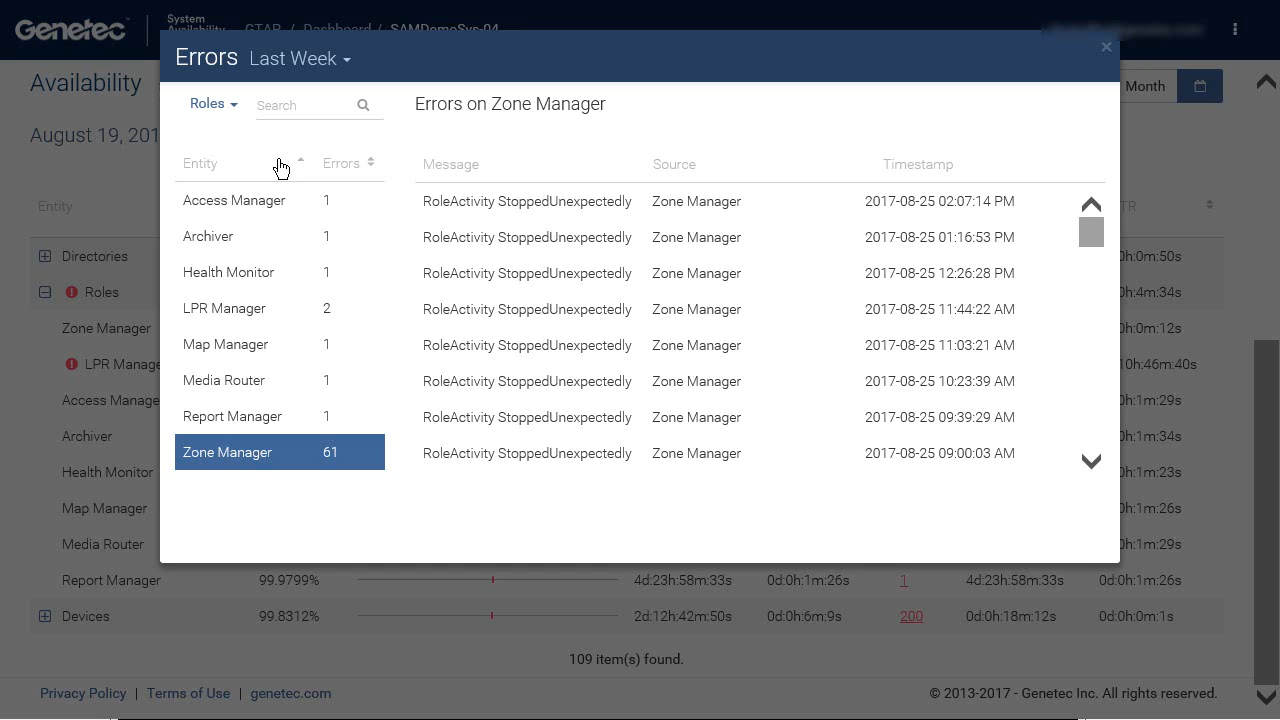 Genetec
System
Availability
GTAP / Dashboard / SAMDemoSys-04
Errors Last Week
×
Availability
Month
August 19, 201
Roles
Search
Errors on Zone Manager
Entity
Errors
Message
Source
Timestamp
Access Manager 1
Archiver 1
Health Monitor 1
LPR Manager 2
Map Manager 1
Media Router 1
Report Manager 1
Zone Manager 61
RoleActivity StoppedUnexpectedly Zone Manager 2017-08-25 02:07:14 PM
RoleActivity StoppedUnexpectedly Zone Manager 2017-08-25 01:16:53 PM
RoleActivity StoppedUnexpectedly Zone Manager 2017-08-25 12:26:28 PM
RoleActivity StoppedUnexpectedly Zone Manager 2017-08-25 11:44:22 AM
RoleActivity StoppedUnexpectedly Zone Manager 2017-08-25 11:03:21 AM
RoleActivity StoppedUnexpectedly Zone Manager 2017-08-25 10:23:39 AM
RoleActivity StoppedUnexpectedly Zone Manager 2017-08-25 09:39:29 AM
RoleActivity StoppedUnexpectedly Zone Manager 2017-08-25 09:00:03 AM
Entity TR
Directories 0h:0m:50s
Roles 0h:4m:34s
Zone Manager 0h:0m:12s
LPR Manage 10h:46m:40s
Access Manage 0h:1m:29s
Archiver 0h:1m:34s
Health Monitor 0h:1m:23s
Map Manager 0h:1m:26s
Media Router 0h:1m:29s
Report Manager 99.9799% 4d:23h:58m:33s 0d:0h:1m:26s 1 4d:23h:58m:33s 0d:0h:1m:26s
Devices 99.8312% 2d:12h:42m:50s 0d:0h:6m:9s 200 0d:0h:18m:12s 0d:0h:0m:1s
109 item(s) found.
Privacy Policy | Terms of Use | genetec.com
© 2013-2017 - Genetec Inc. All rights reserved.